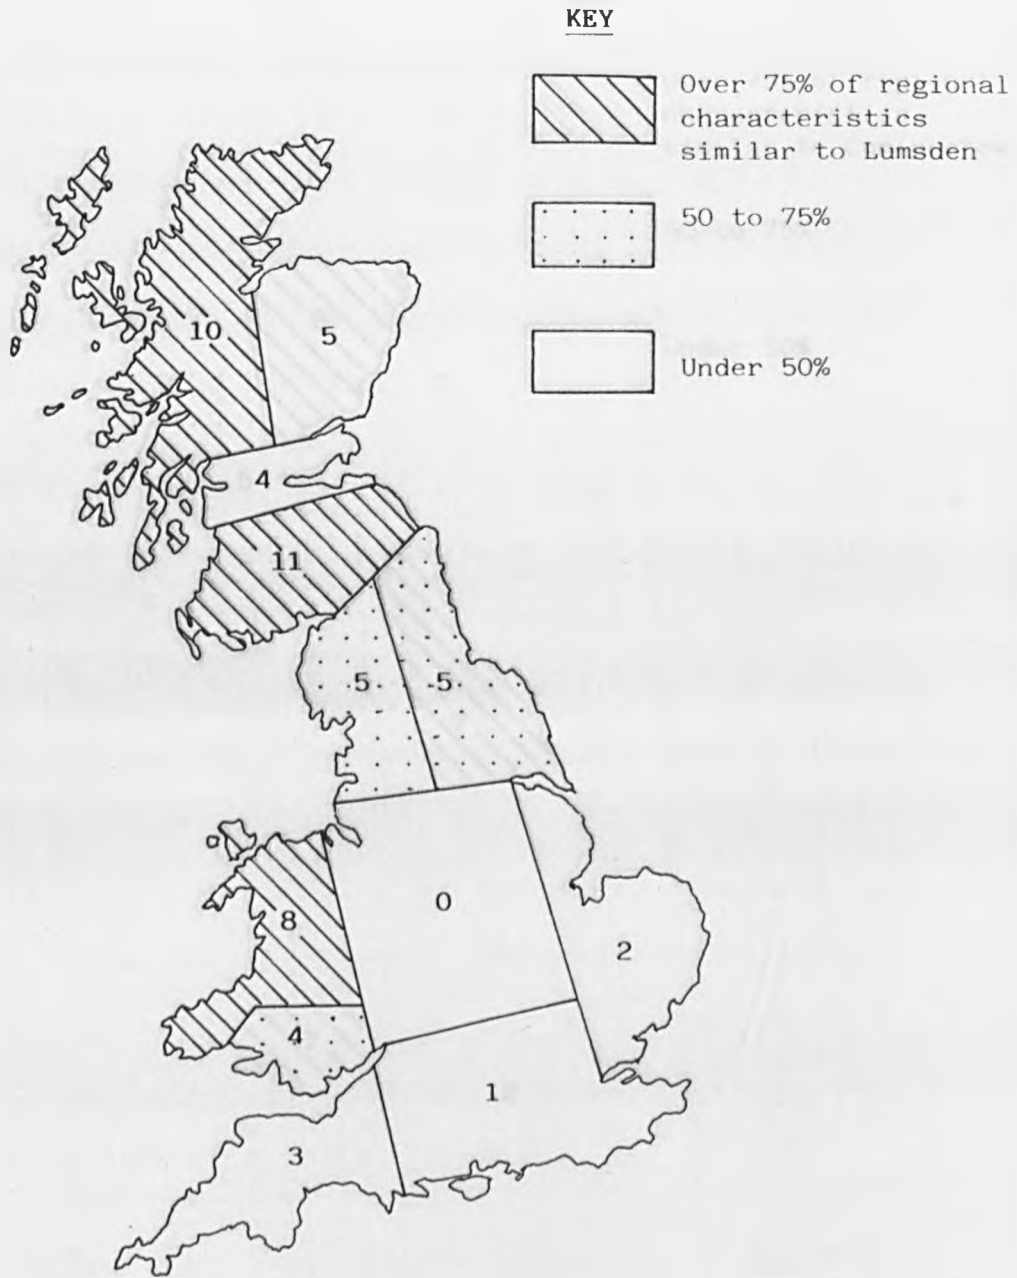 KEY
Over 75% of regional
characteristics
similar to Lumsden
50 to 75%
Under 50%
10
5
4
11
5
5
8
0
2
4
1
3